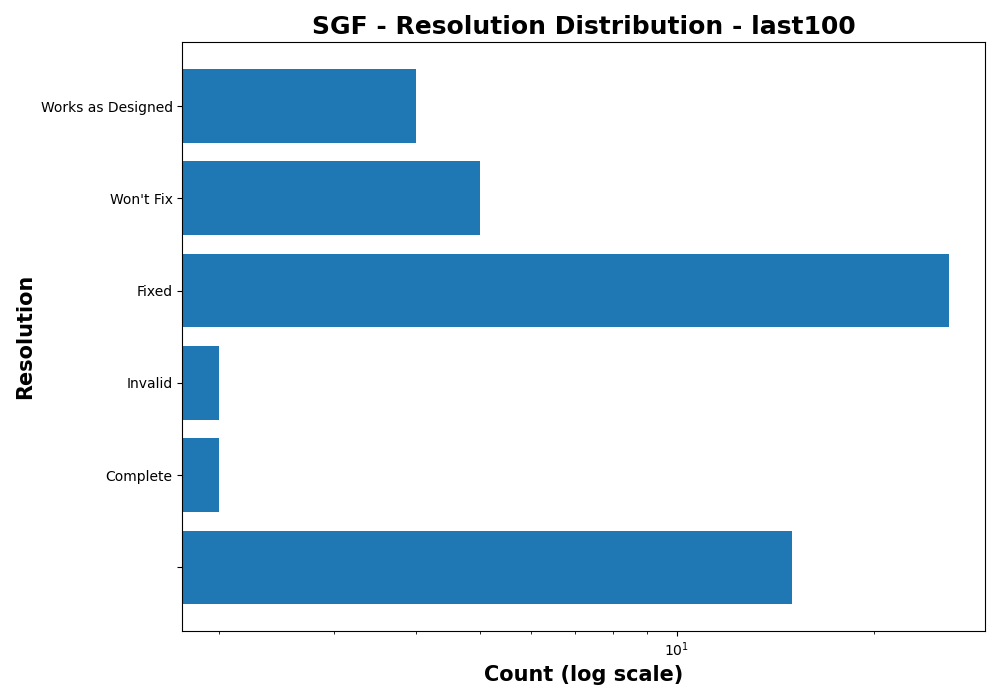 SGF - Resolution Distribution - last100
Works as Designed
Won't Fix
Fixed
Invalid
Complete
Resolution
10¹
Count (log scale)